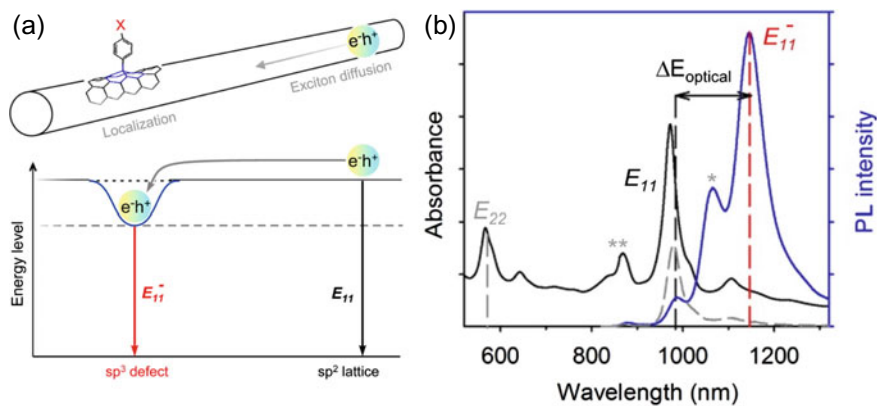 (a)
X
e⁻h⁺
Exciton diffusion
Localization
e⁻h⁺
e⁻h⁺
Energy level
E₁₁⁻
E₁₁
sp³ defect
sp² lattice
(b)
E₁₁⁻
ΔEoptical
Absorbance
PL intensity
E₁₁
*
E₂₂
**
600 800 1000 1200
Wavelength (nm)